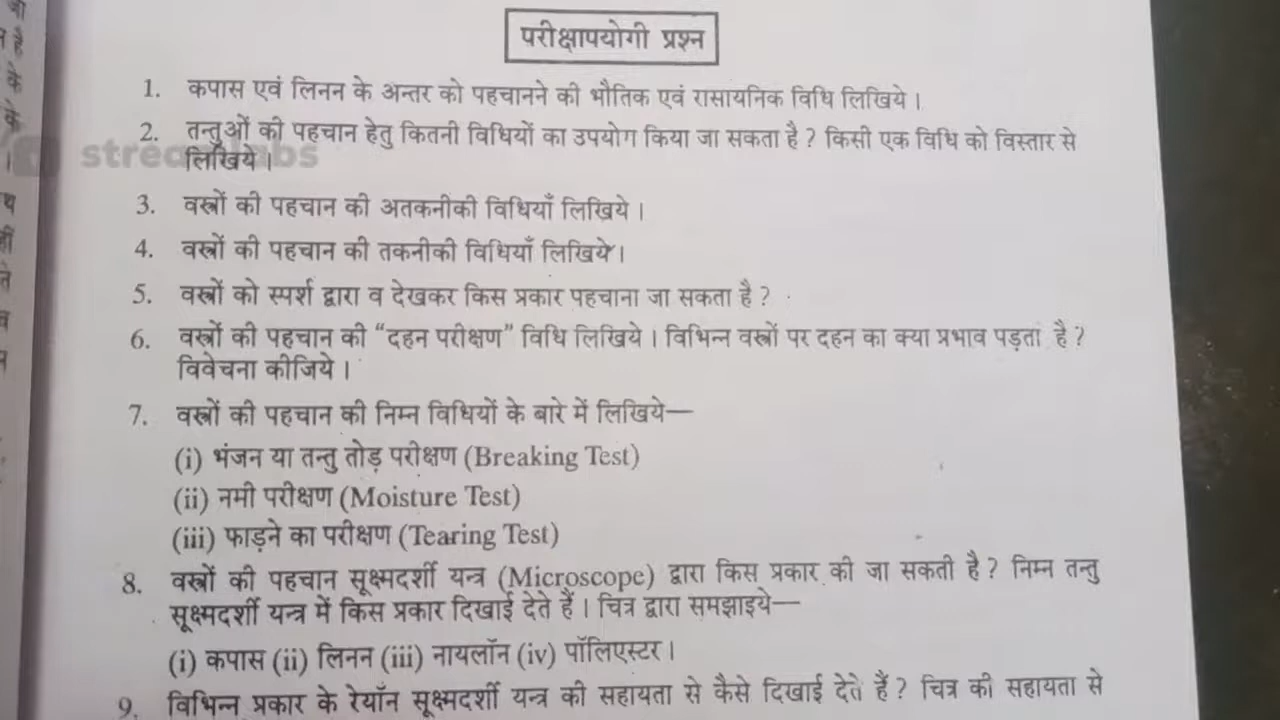 परीक्षापयोगी प्रश्न
1. कपास एवं लिनन के अन्तर को पहचानने की भौतिक एवं रासायनिक विधि लिखिये।
2. तन्तुओं की पहचान हेतु कितनी विधियों का उपयोग किया जा सकता है ? किसी एक विधि को विस्तार से
streamlabs
लिखिये।
3. वस्त्रों की पहचान की अतकनीकी विधियाँ लिखिये।
4. वस्त्रों की पहचान की तकनीकी विधियाँ लिखिये।
5. वस्त्रों को स्पर्श द्वारा व देखकर किस प्रकार पहचाना जा सकता है ?
6. वस्त्रों की पहचान की “दहन परीक्षण” विधि लिखिये। विभिन्न वस्त्रों पर दहन का क्या प्रभाव पड़ता है ?
विवेचना कीजिये।
7. वस्त्रों की पहचान की निम्न विधियों के बारे में लिखिये—
(i) भंजन या तन्तु तोड़ परीक्षण (Breaking Test)
(ii) नमी परीक्षण (Moisture Test)
(iii) फाड़ने का परीक्षण (Tearing Test)
8. वस्त्रों की पहचान सूक्ष्मदर्शी यन्त्र (Microscope) द्वारा किस प्रकार की जा सकती है ? निम्न तन्तु
सूक्ष्मदर्शी यन्त्र में किस प्रकार दिखाई देते हैं। चित्र द्वारा समझाइये—
(i) कपास (ii) लिनन (iii) नायलॉन (iv) पॉलिएस्टर।
9. विभिन्न प्रकार के रेयॉन सूक्ष्मदर्शी यन्त्र की सहायता से कैसे दिखाई देते हैं ? चित्र की सहायता से